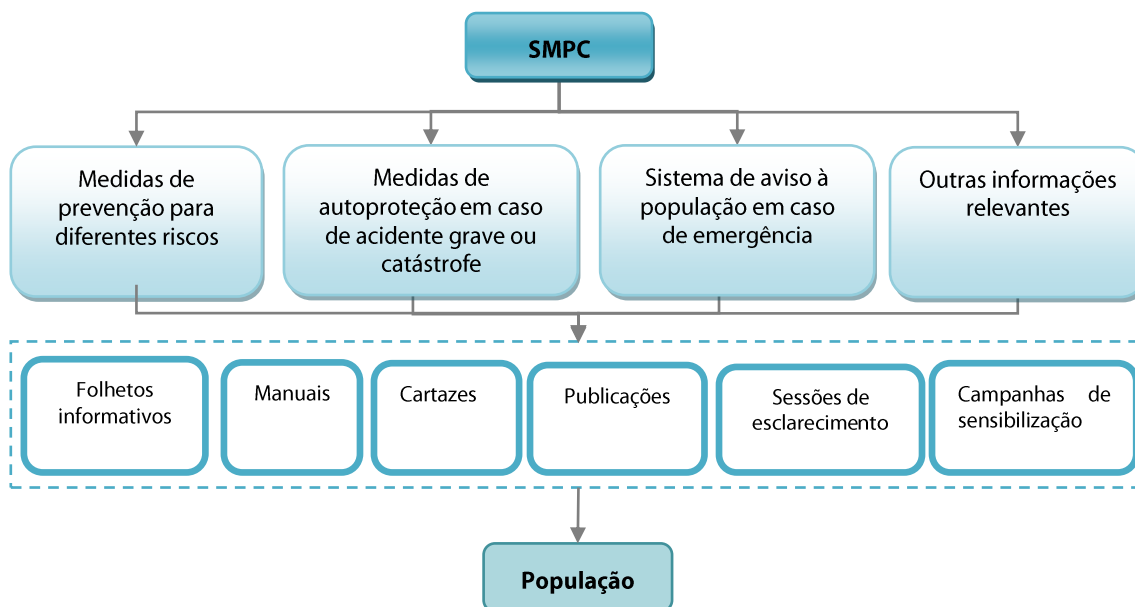 SMPC
Medidas de
prevenção para
diferentes riscos
Medidas de
autoproteção em caso
de acidente grave ou
catástrofe
Sistema de aviso à
população em caso
de emergência
Outras informações
relevantes
Folhetos
informativos
Manuais
Cartazes
Publicações
Sessões de
esclarecimento
Campanhas de
sensibilização
População